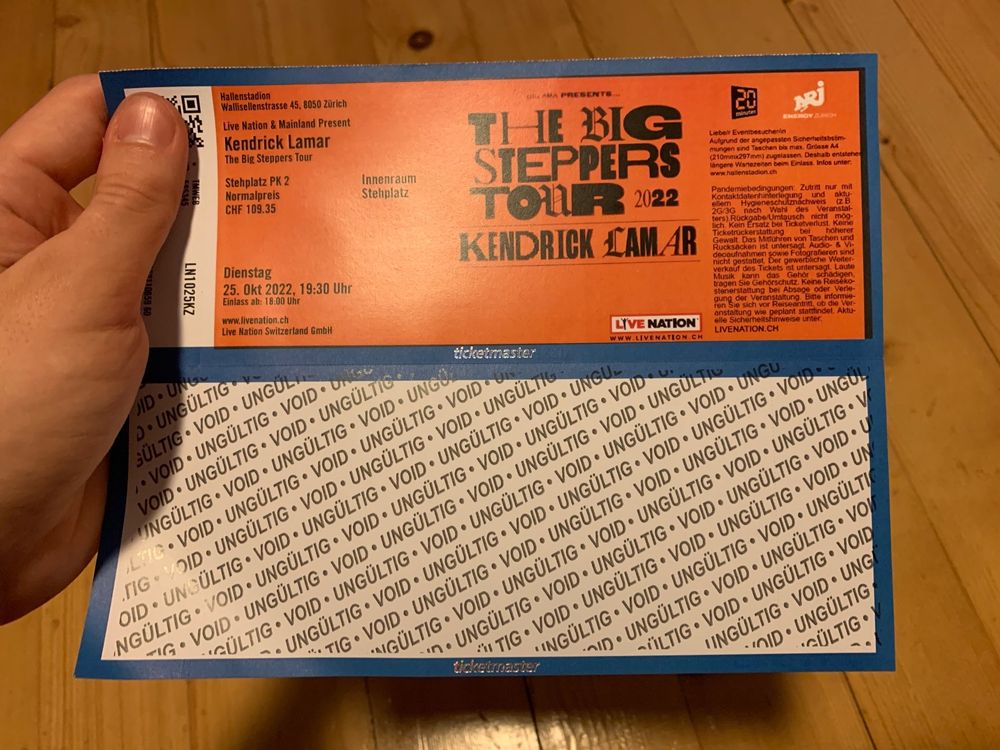 Hallenstadion
Wallisellenstrasse 45, 8050 Zürich
Live Nation & Mainland Present
Kendrick Lamar
The Big Steppers Tour
Stehplatz PK 2
Normalpreis
CHF 109.35
Innenraum
Stehplatz
Dienstag
25. Okt 2022, 19:30 Uhr
Einlass ab: 18:00 Uhr
www.livenation.ch
Live Nation Switzerland GmbH
LN1025KZ
PRESENTS...
THE BIG
STEPPERS
TOUR 2022
KENDRICK LAMAR
LIVE NATION
WWW.LIVENATION.CH
20
minuten
NRJ
ENERGY ZÜRICH
Liebe/r Eventbesucher/in
Aufgrund der angepassten Sicherheitsbestim-
mungen sind Taschen bis max. Grösse A4
(210mmx297mm) zugelassen. Deshalb entstehen
längere Wartezeiten beim Einlass. Infos unter:
www.hallenstadion.ch
Pandemiebedingungen: Zutritt nur mit
Kontaktdatenhinterlegung und aktu-
ellem Hygieneschutznachweis (z.B.
2G/3G nach Wahl des Veranstal-
ters).Rückgabe/Umtausch nicht mög-
lich. Kein Ersatz bei Ticketverlust. Keine
Ticketrückerstattung bei höherer
Gewalt. Das Mitführen von Taschen und
Rucksäcken ist untersagt. Audio- & Vi-
deoaufnahmen sowie Fotografieren sind
nicht gestattet. Der gewerbliche Weiter-
verkauf des Tickets ist untersagt. Laute
Musik kann das Gehör schädigen,
tragen Sie Gehörschutz. Keine Reiseko-
stenerstattung bei Absage oder Verle-
gung der Veranstaltung. Bitte informie-
ren Sie sich vor Reiseantritt, ob die Ver-
anstaltung wie geplant stattfindet. Aktu-
elle Sicherheitshinweise unter:
LIVENATION.CH
ticketmaster
UNGÜLTIG • VOID • UNGÜLTIG • VOID • UNGÜLTIG • VOID
ticketmaster